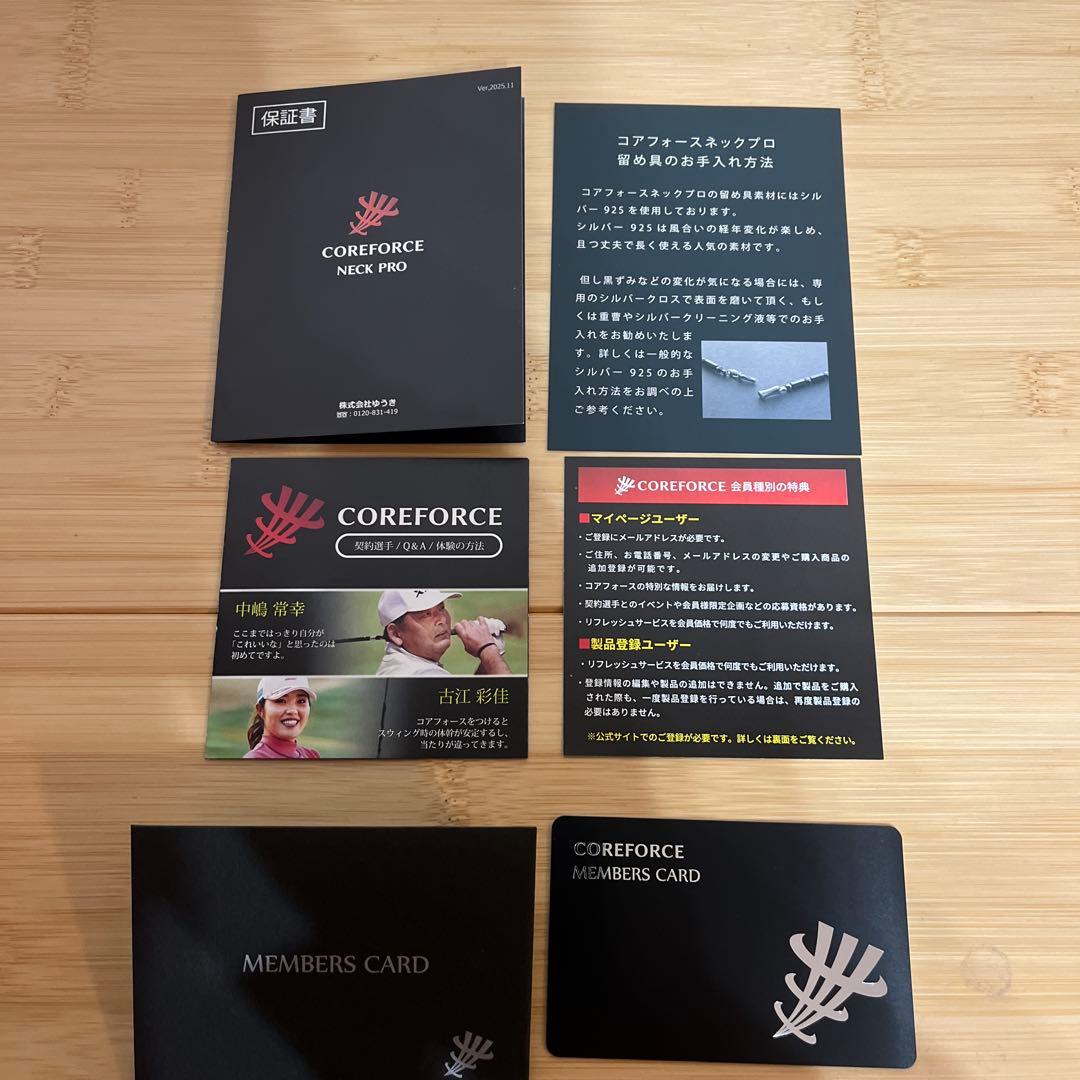 保証書
Ver,2025.11
COREFORCE
NECK PRO
株式会社ゆうき
: 0120-831-419
コアフォースネックプロ
留め具のお手入れ方法
コアフォースネックプロの留め具素材にはシル
バー 925 を使用しております。
シルバー 925 は風合いの経年変化が楽しめ、
且つ丈夫で長く使える人気の素材です。
但し黒ずみなどの変化が気になる場合には、専
用のシルバークロスで表面を磨いて頂く、もし
くは重曹やシルバークリーニング液等でのお手
入れをお勧めいたしま
す。詳しくは一般的な
シルバー 925 のお手
入れ方法をお調べの上
ご参考ください。
COREFORCE
契約選手 / Q&A / 体験の方法
中嶋 常幸
ここまではっきり自分が
「これいいな」と思ったのは
初めてですよ。
古江 彩佳
コアフォースをつけると
スウィング時の体幹が安定するし、
当たりが違ってきます。
COREFORCE 会員種別の特典
■マイページユーザー
・ご登録にメールアドレスが必要です。
・ご住所、お電話番号、メールアドレスの変更やご購入商品の
追加登録が可能です。
・コアフォースの特別な情報をお届けします。
・契約選手とのイベントや会員様限定企画などの応募資格があります。
・リフレッシュサービスを会員価格で何度でもご利用いただけます。
■製品登録ユーザー
・リフレッシュサービスを会員価格で何度でもご利用いただけます。
・登録情報の編集や製品の追加はできません。追加で製品をご購入
された際も、一度製品登録を行っている場合は、再度製品登録の
必要はありません。
※公式サイトでのご登録が必要です。詳しくは裏面をご覧ください。
MEMBERS CARD
COREFORCE
MEMBERS CARD